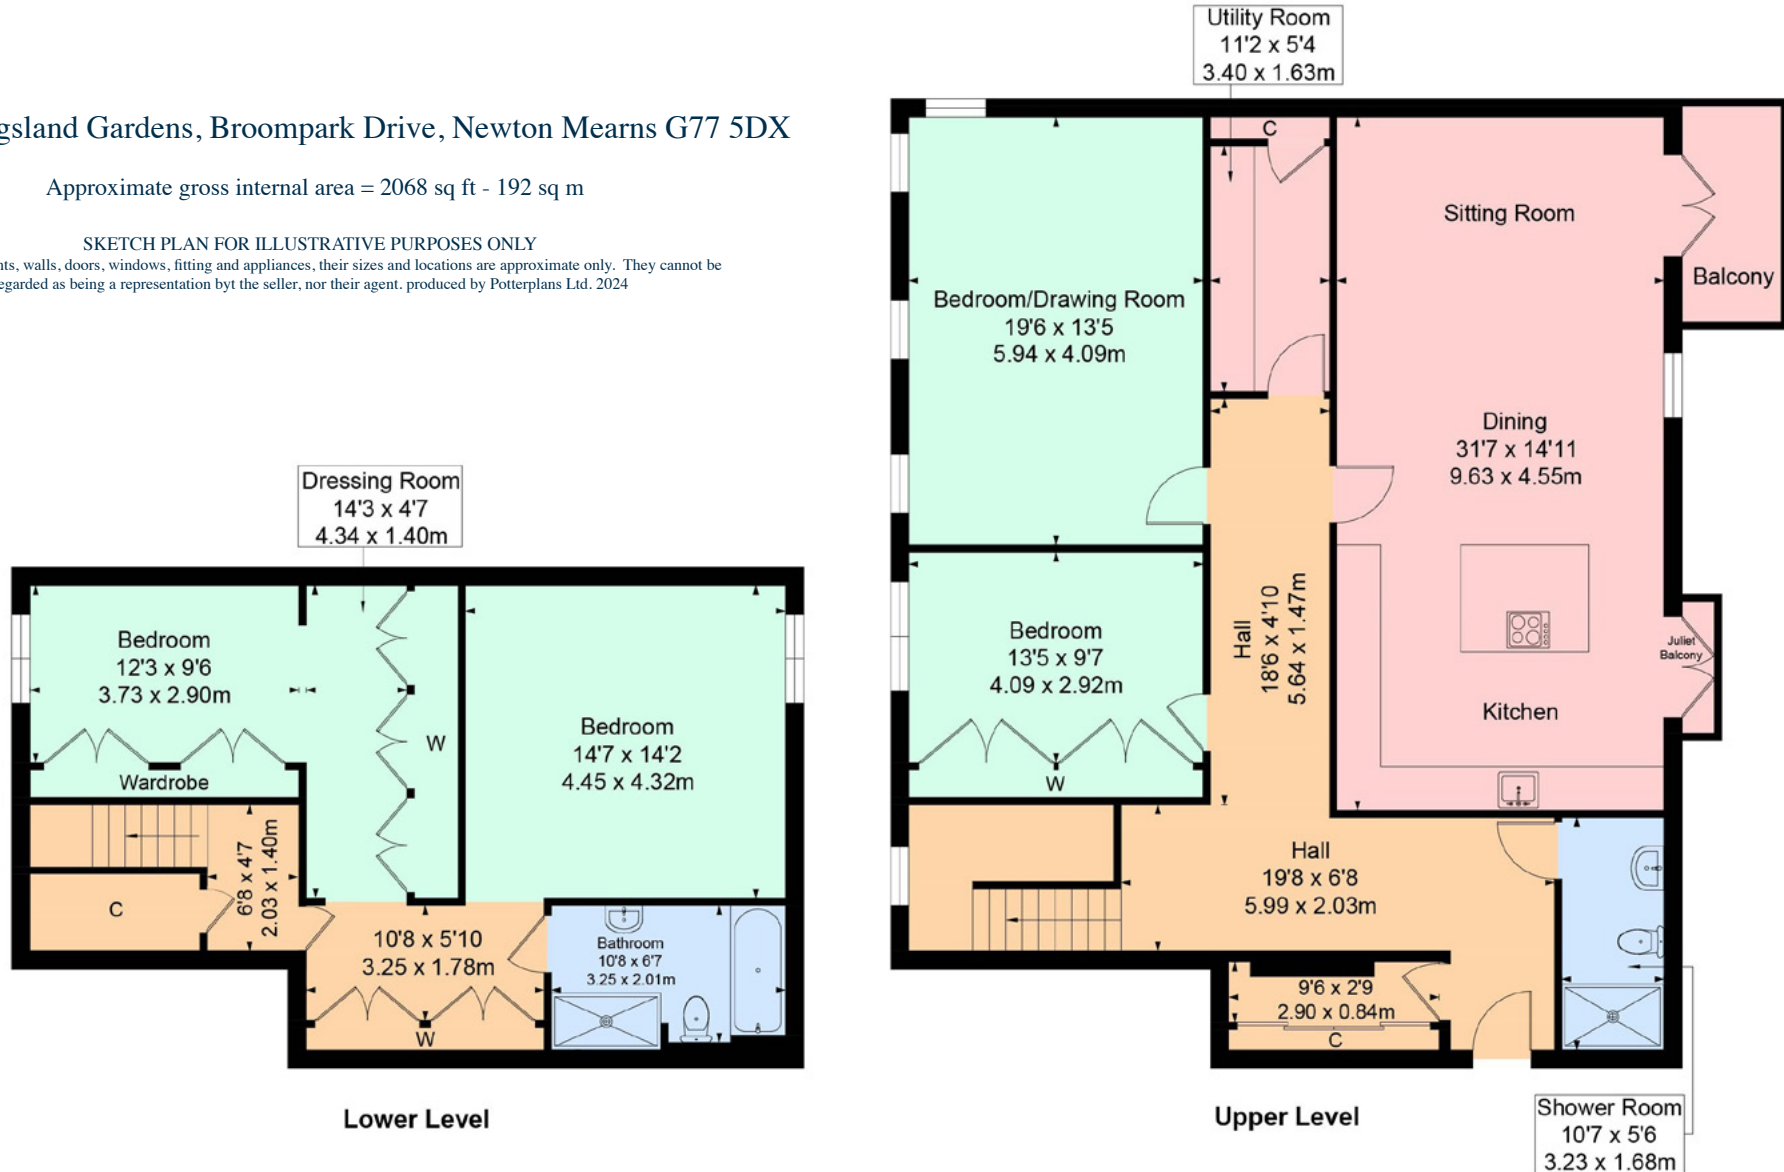 gsland Gardens, Broompark Drive, Newton Mearns G77 5DX
Approximate gross internal area = 2068 sq ft - 192 sq m
SKETCH PLAN FOR ILLUSTRATIVE PURPOSES ONLY
nts, walls, doors, windows, fitting and appliances, their sizes and locations are approximate only. They cannot be
egarded as being a representation byt the seller, nor their agent. produced by Potterplans Ltd. 2024
Dressing Room
14'3 x 4'7
4.34 x 1.40m
Bedroom
12'3 x 9'6
3.73 x 2.90m
Wardrobe
W
Bedroom
14'7 x 14'2
4.45 x 4.32m
C
6'8 x 4'7
2.03 x 1.40m
10'8 x 5'10
3.25 x 1.78m
W
Bathroom
10'8 x 6'7
3.25 x 2.01m
Lower Level
Utility Room
11'2 x 5'4
3.40 x 1.63m
C
Bedroom/Drawing Room
19'6 x 13'5
5.94 x 4.09m
Sitting Room
Balcony
Dining
31'7 x 14'11
9.63 x 4.55m
Bedroom
13'5 x 9'7
4.09 x 2.92m
W
Hall
18'6 x 4'10
5.64 x 1.47m
Juliet
Balcony
Kitchen
Hall
19'8 x 6'8
5.99 x 2.03m
9'6 x 2'9
2.90 x 0.84m
C
Shower Room
10'7 x 5'6
3.23 x 1.68m
Upper Level